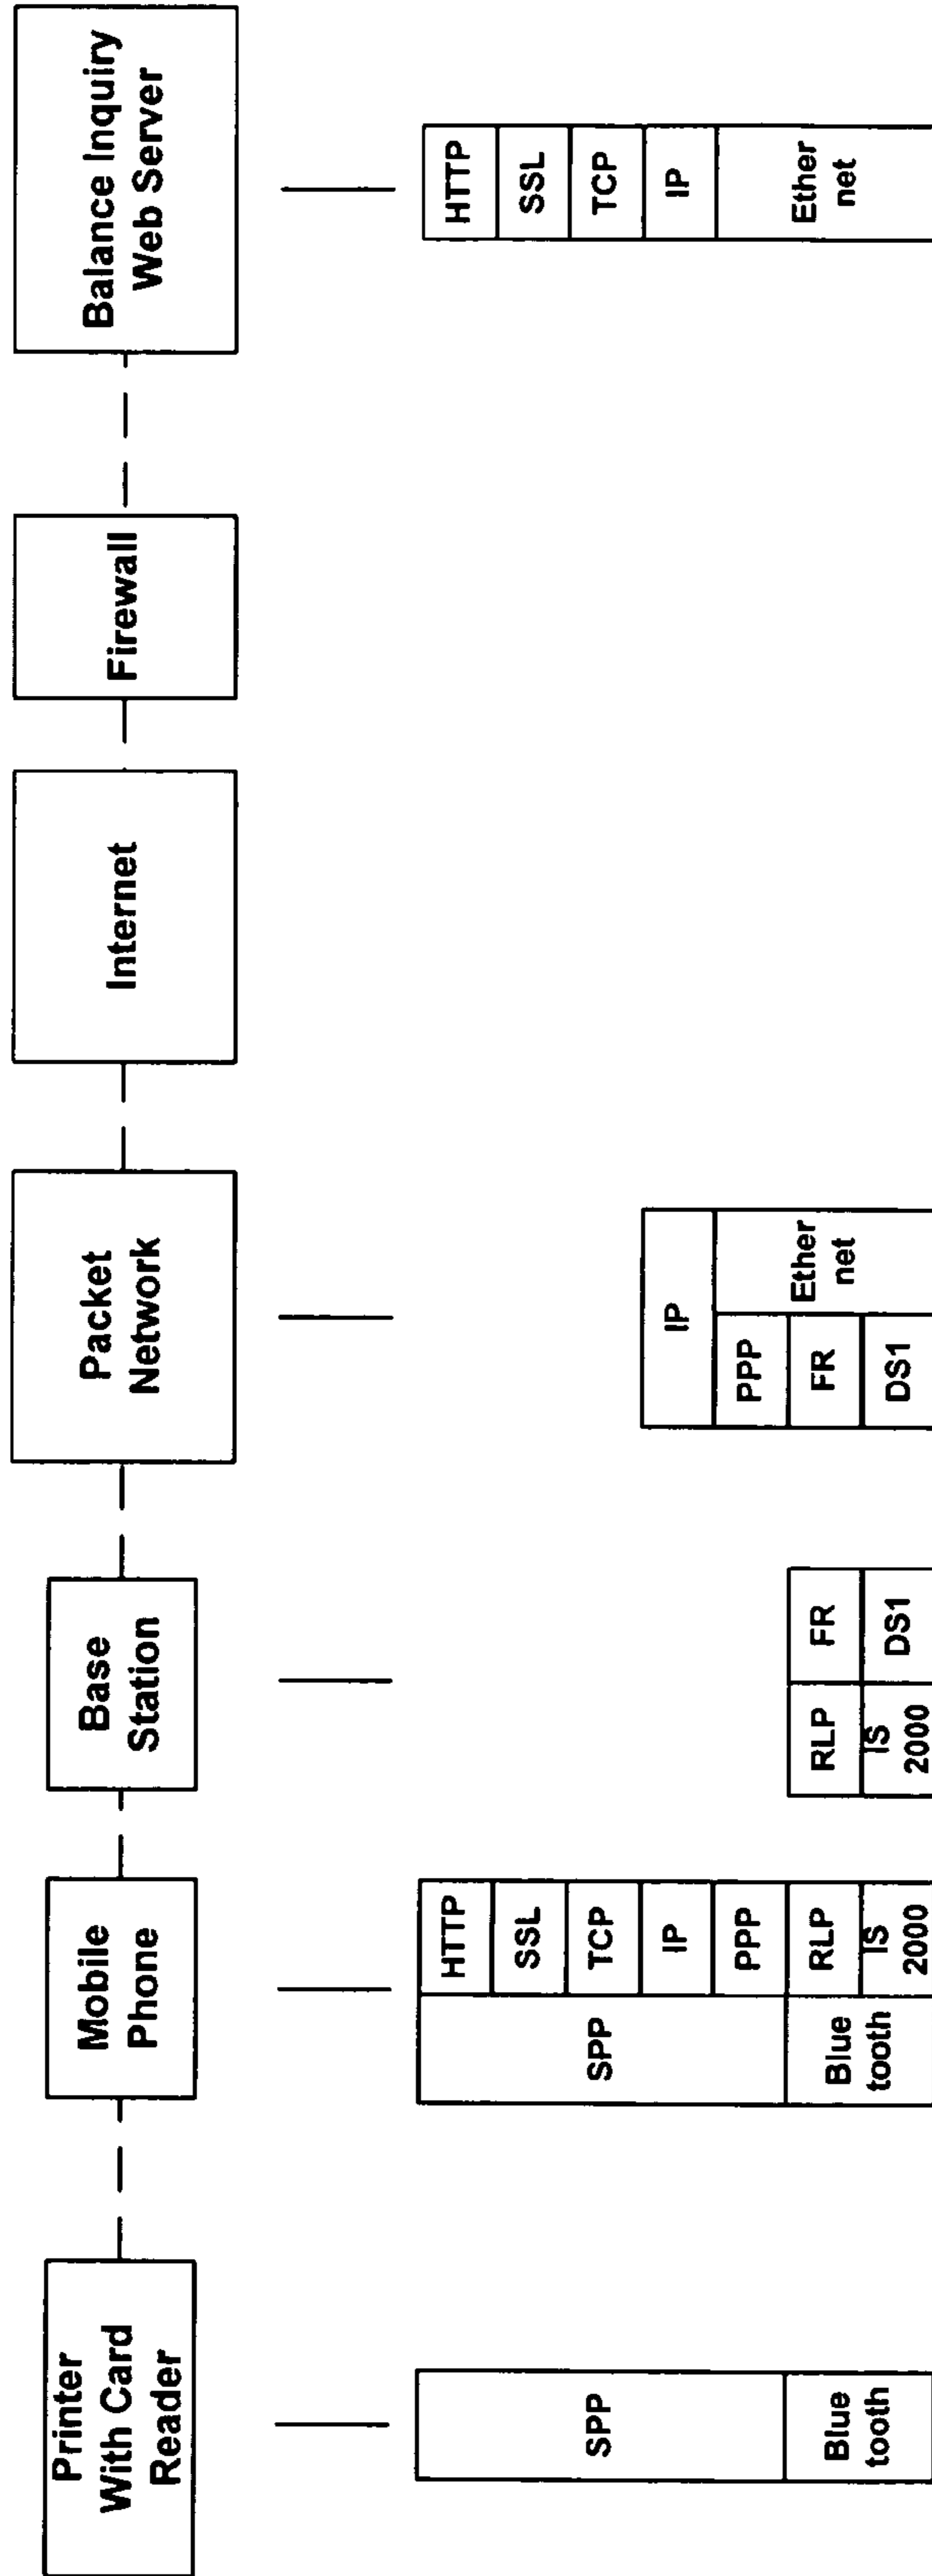 Printer
With Card
Reader
Mobile
Phone
Base
Station
Packet
Network
Internet
Firewall
Balance Inquiry
Web Server
SPP
Blue
tooth
SPP
Blue
tooth
HTTP
SSL
TCP
IP
PPP
RLP
IS
2000
RLP
IS
2000
FR
DS1
IP
PPP
FR
DS1
Ether
net
HTTP
SSL
TCP
IP
Ether
net